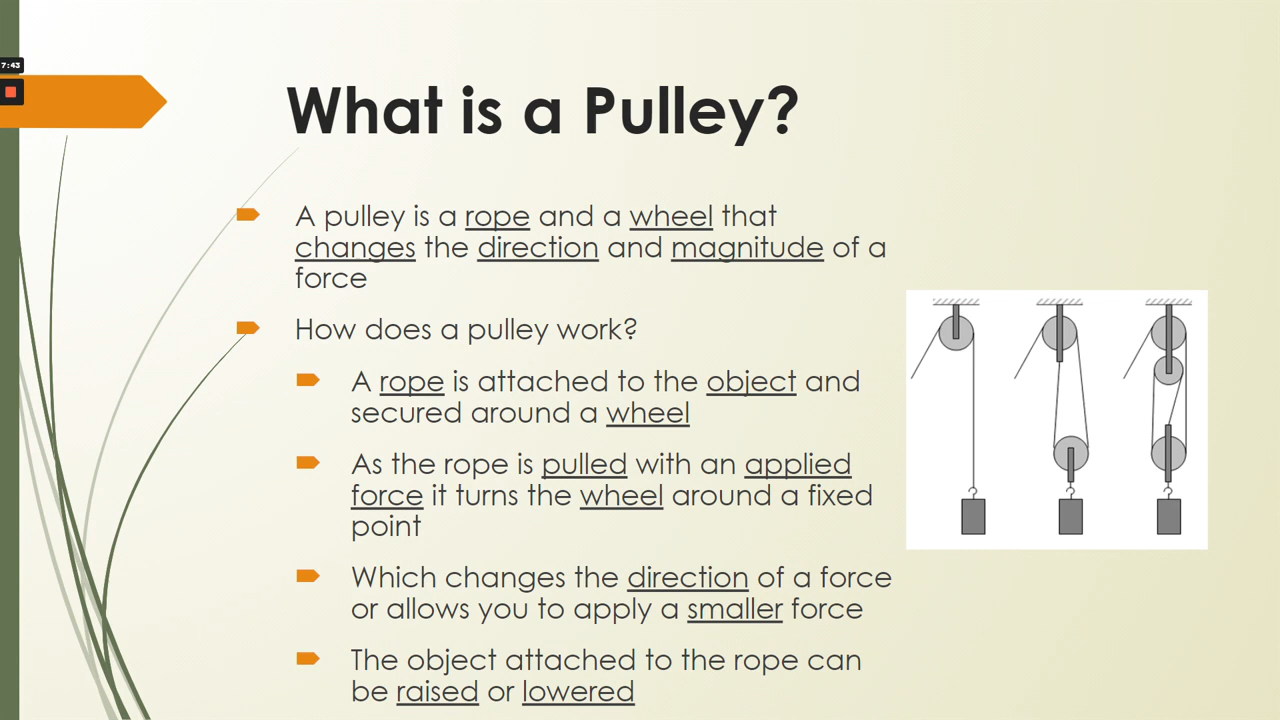 7:43
What is a Pulley?
A pulley is a rope and a wheel that
changes the direction and magnitude of a
force
How does a pulley work?
A rope is attached to the object and
secured around a wheel
As the rope is pulled with an applied
force it turns the wheel around a fixed
point
Which changes the direction of a force
or allows you to apply a smaller force
The object attached to the rope can
be raised or lowered